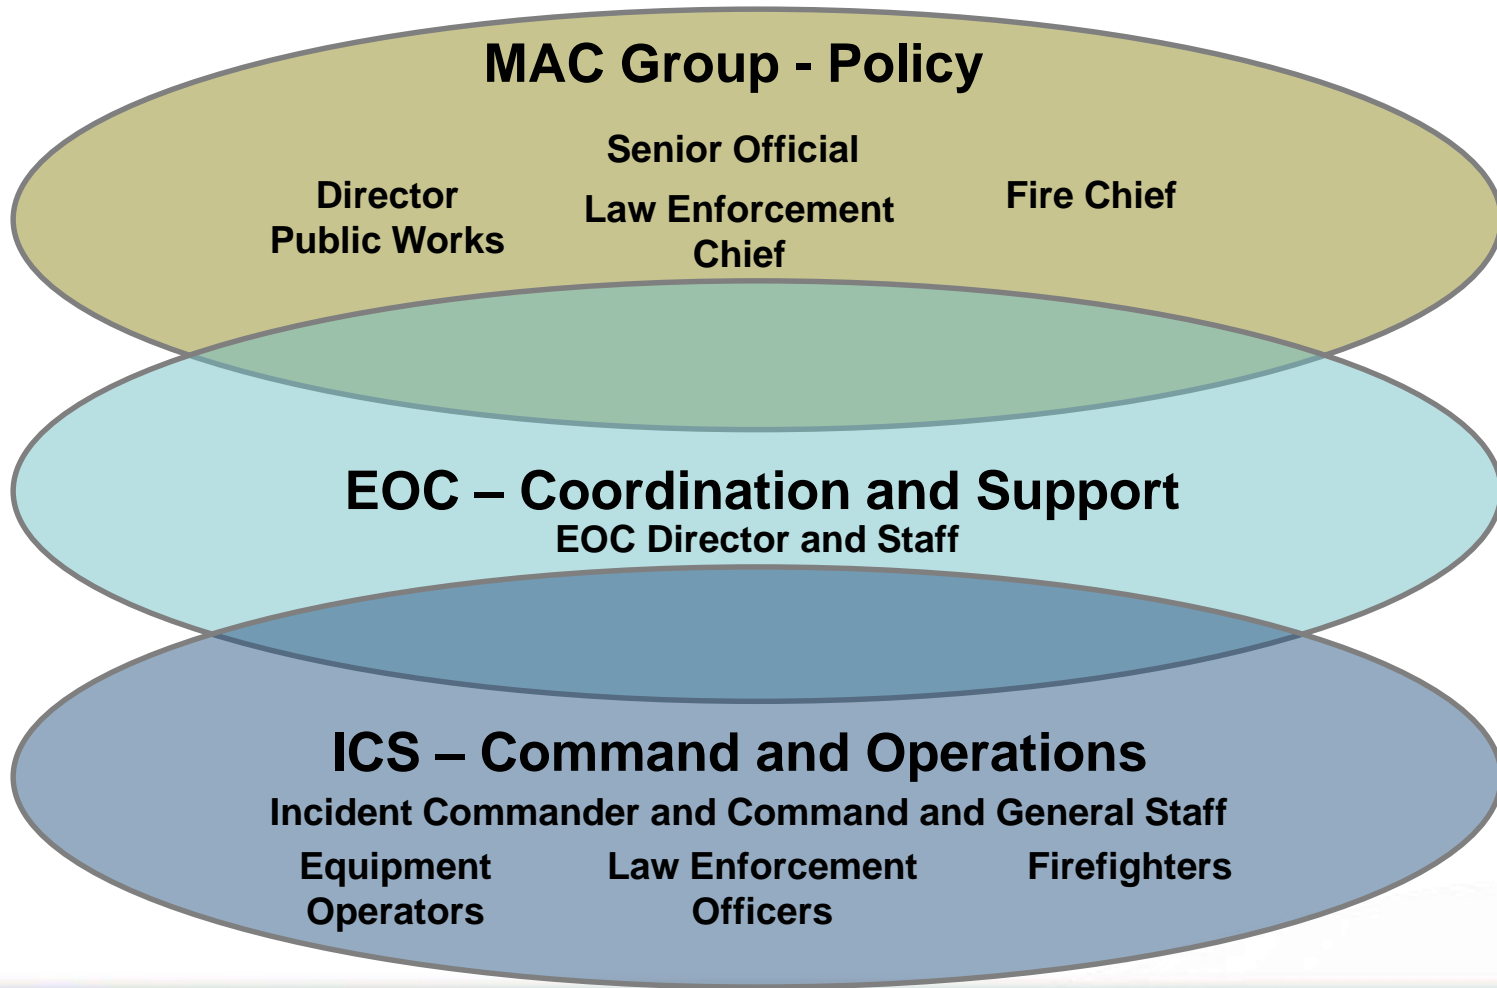 MAC Group - Policy
Senior Official
Director
Public Works
Law Enforcement
Chief
Fire Chief
EOC – Coordination and Support
EOC Director and Staff
ICS – Command and Operations
Incident Commander and Command and General Staff
Equipment
Operators
Law Enforcement
Officers
Firefighters